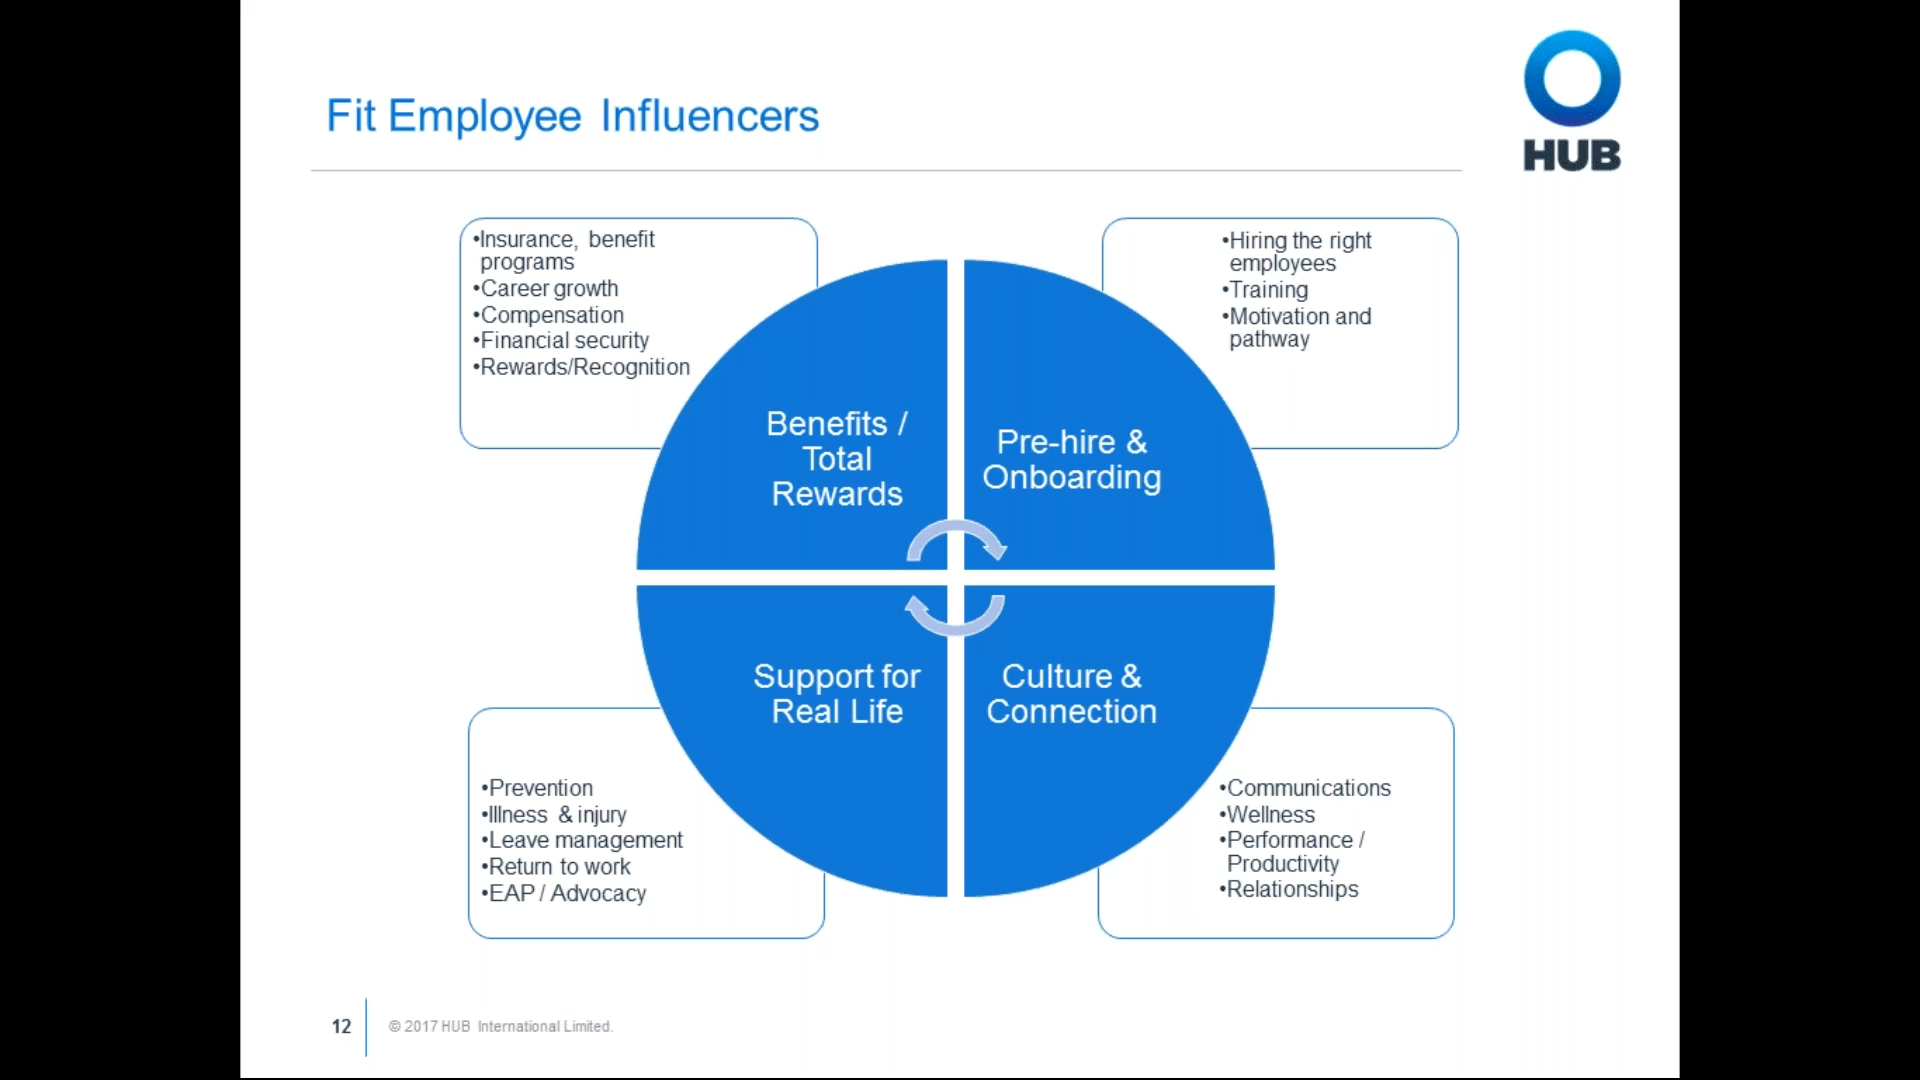 Fit Employee Influencers
HUB
•Insurance, benefit
programs
•Career growth
•Compensation
•Financial security
•Rewards/Recognition
•Hiring the right
employees
•Training
•Motivation and
pathway
Benefits /
Total
Rewards
Pre-hire &
Onboarding
Support for
Real Life
Culture &
Connection
•Prevention
•Illness & injury
•Leave management
•Return to work
•EAP / Advocacy
•Communications
•Wellness
•Performance /
Productivity
•Relationships
12
© 2017 HUB International Limited.